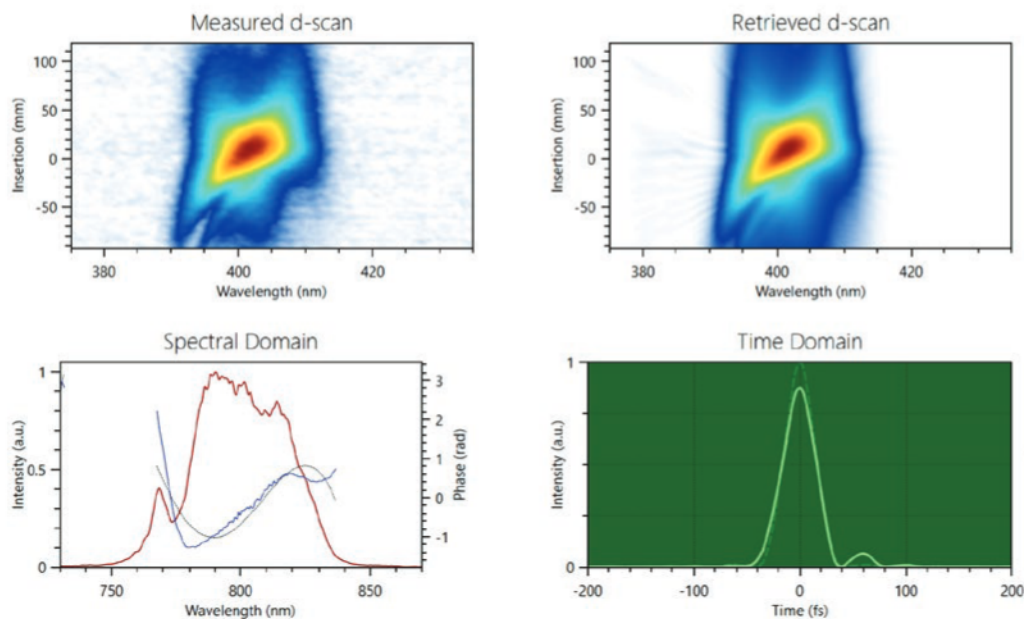 Measured d-scan
Insertion (mm)
100
50
0
-50
380
400
420
Wavelength (nm)
Retrieved d-scan
Insertion (mm)
100
50
0
-50
380
400
420
Wavelength (nm)
Spectral Domain
Intensity (a.u.)
1
0.5
0
750
800
850
Wavelength (nm)
3
2
1
0
-1
Phase (rad)
Time Domain
Intensity (a.u.)
1
0
-200
-100
0
100
200
Time (fs)